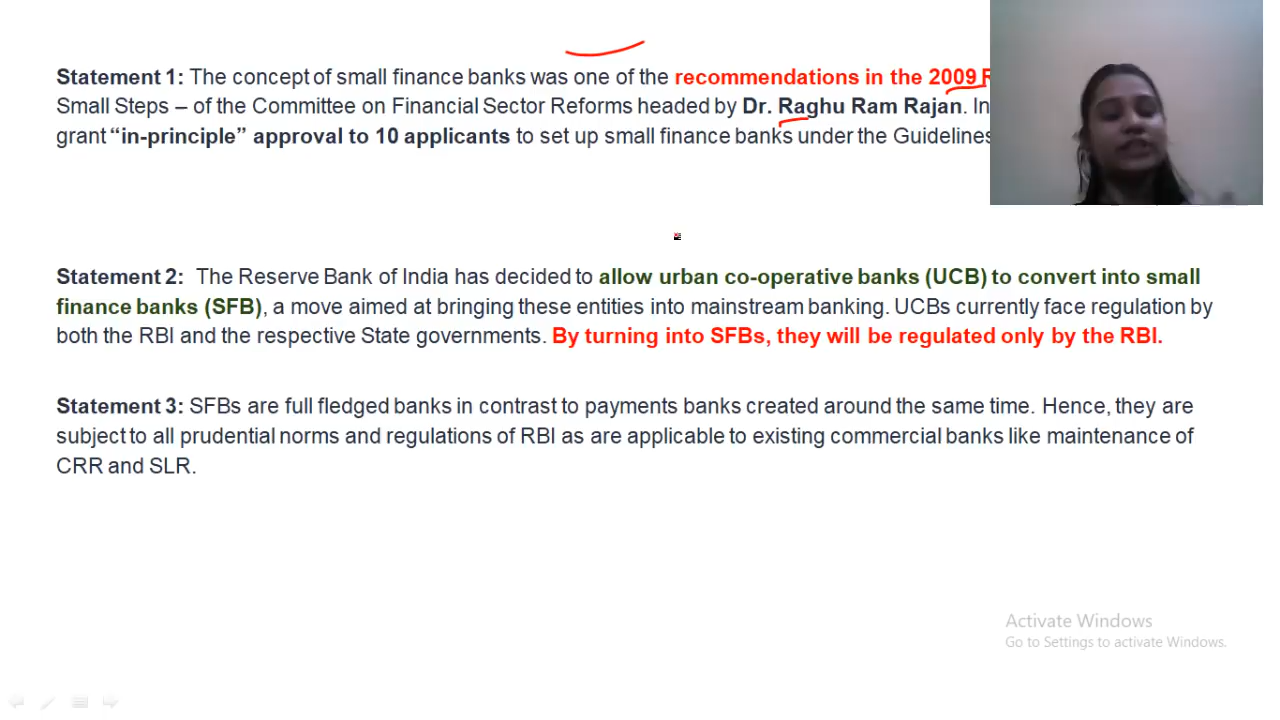 Statement 1: The concept of small finance banks was one of the recommendations in the 2009
Small Steps – of the Committee on Financial Sector Reforms headed by Dr. Raghu Ram Rajan. In
grant “in-principle” approval to 10 applicants to set up small finance banks under the Guidelines
Statement 2: The Reserve Bank of India has decided to allow urban co-operative banks (UCB) to convert into small
finance banks (SFB), a move aimed at bringing these entities into mainstream banking. UCBs currently face regulation by
both the RBI and the respective State governments. By turning into SFBs, they will be regulated only by the RBI.
Statement 3: SFBs are full fledged banks in contrast to payments banks created around the same time. Hence, they are
subject to all prudential norms and regulations of RBI as are applicable to existing commercial banks like maintenance of
CRR and SLR.
Activate Windows
Go to Settings to activate Windows.